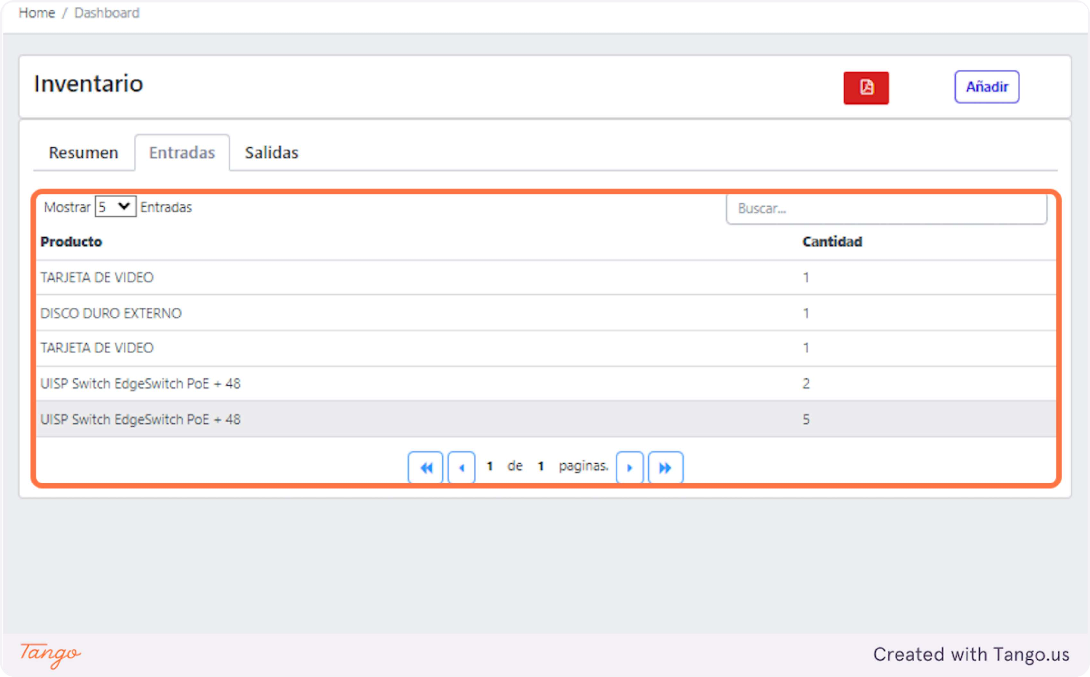 Home / Dashboard
Inventario
Añadir
Resumen Entradas Salidas
Mostrar 5 Entradas Buscar...
Producto Cantidad
TARJETA DE VIDEO 1
DISCO DURO EXTERNO 1
TARJETA DE VIDEO 1
UISP Switch EdgeSwitch PoE + 48 2
UISP Switch EdgeSwitch PoE + 48 5
1 de 1 paginas.
Tango Created with Tango.us